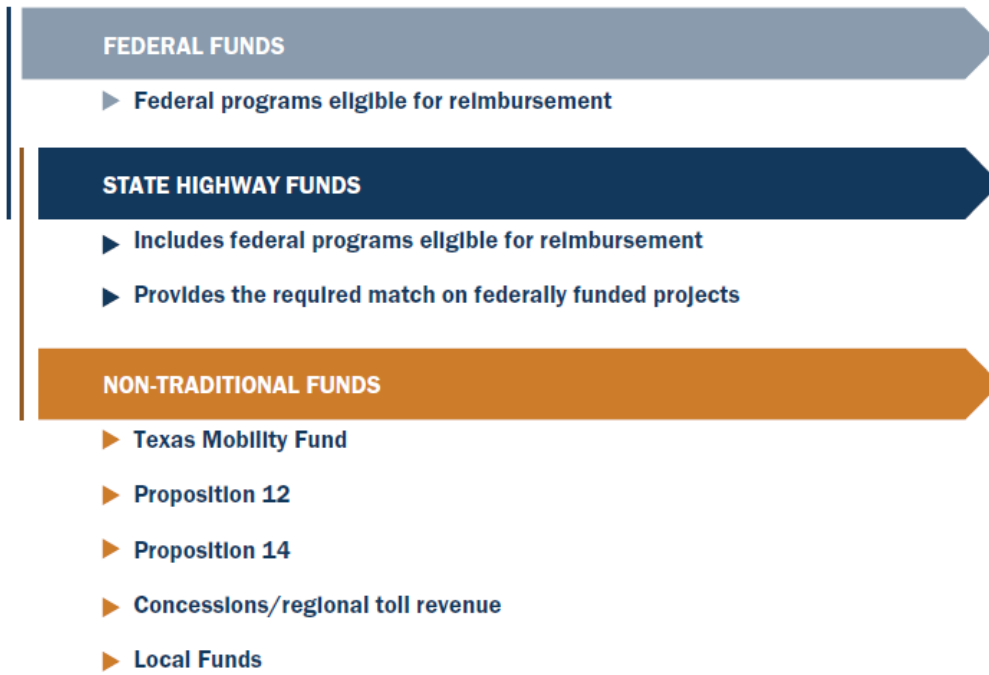 FEDERAL FUNDS
Federal programs eligible for reimbursement
STATE HIGHWAY FUNDS
Includes federal programs eligible for reimbursement
Provides the required match on federally funded projects
NON-TRADITIONAL FUNDS
Texas Mobility Fund
Proposition 12
Proposition 14
Concessions/regional toll revenue
Local Funds